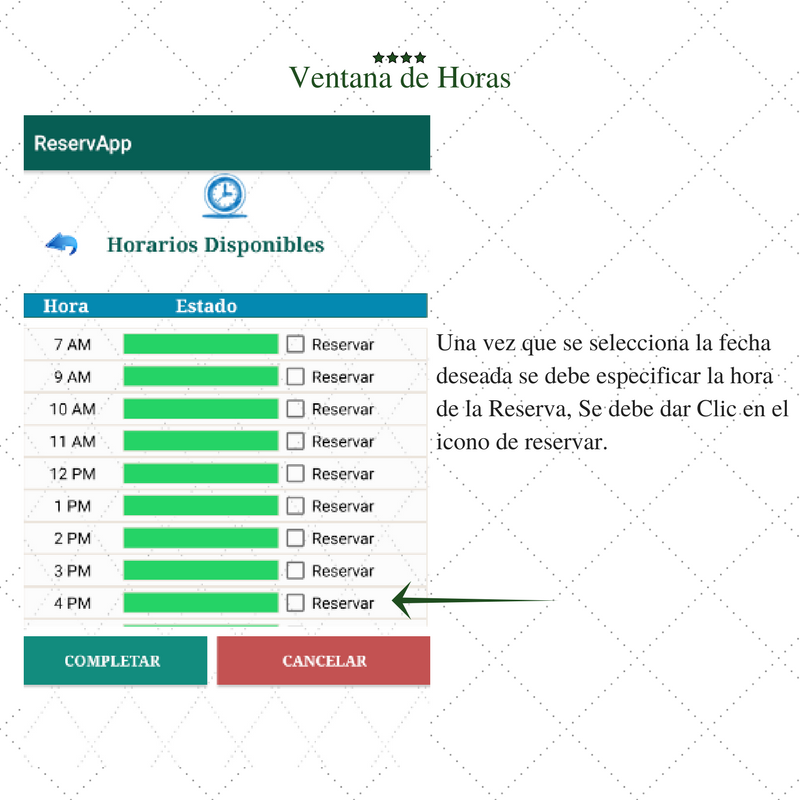 Ventana de Horas
ReservApp
Horarios Disponibles
Hora Estado
7 AM Reservar
9 AM Reservar
10 AM Reservar
11 AM Reservar
12 PM Reservar
1 PM Reservar
2 PM Reservar
3 PM Reservar
4 PM Reservar
COMPLETAR CANCELAR
Una vez que se selecciona la fecha
deseada se debe especificar la hora
de la Reserva, Se debe dar Clic en el
icono de reservar.